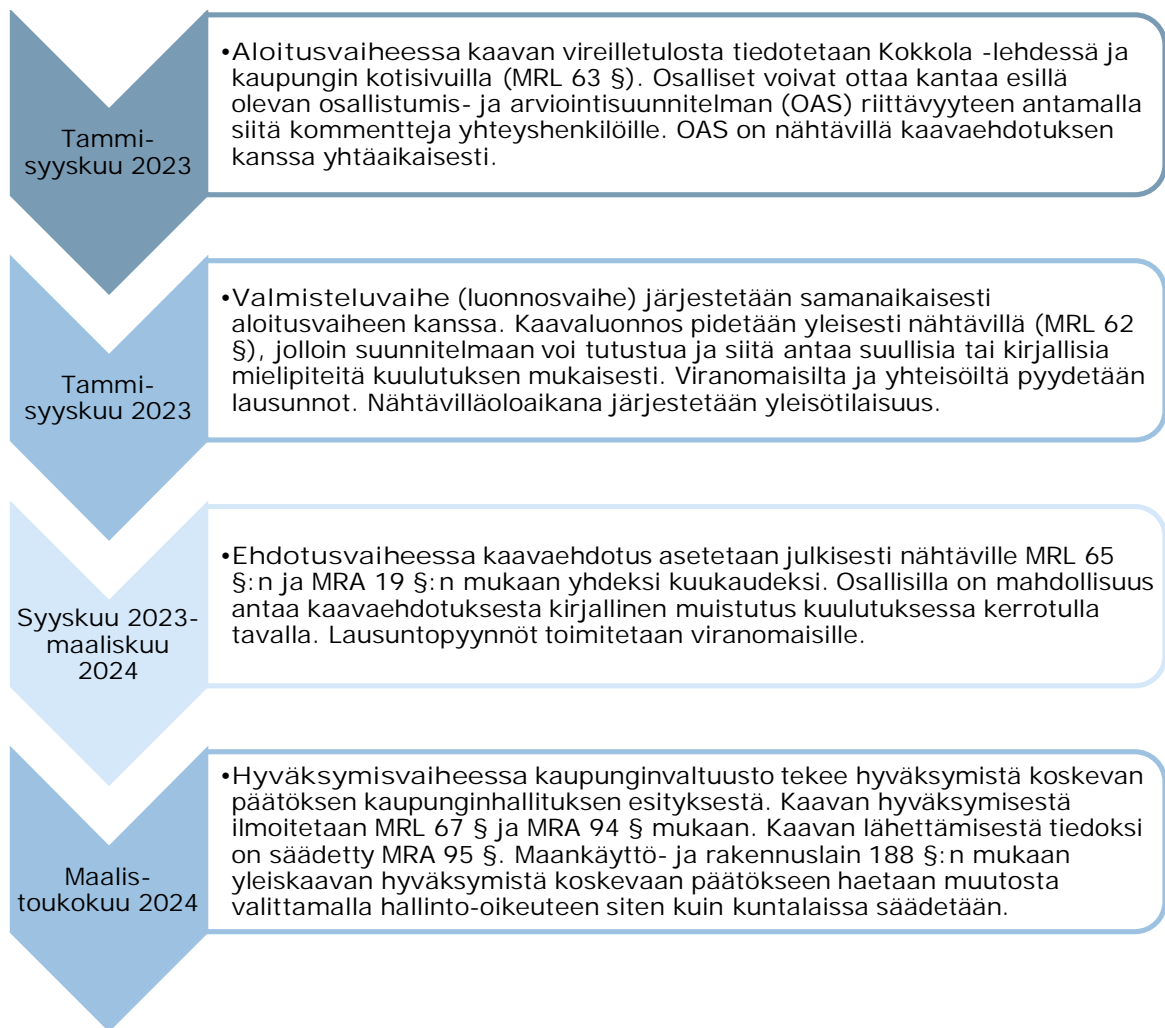 Tammi-
syyskuu 2023
•Aloitusvaiheessa kaavan vireilletulosta tiedotetaan Kokkola -lehdessä ja
kaupungin kotisivuilla (MRL 63 §). Osalliset voivat ottaa kantaa esillä
olevan osallistumis- ja arviointisuunnitelman (OAS) riittävyyteen antamalla
siitä kommentteja yhteyshenkilöille. OAS on nähtävillä kaavaehdotuksen
kanssa yhtäaikaisesti.
Tammi-
syyskuu 2023
•Valmisteluvaihe (luonnosvaihe) järjestetään samanaikaisesti
aloitusvaiheen kanssa. Kaavaluonnos pidetään yleisesti nähtävillä (MRL 62
§), jolloin suunnitelmaan voi tutustua ja siitä antaa suullisia tai kirjallisia
mielipiteitä kuulutuksen mukaisesti. Viranomaisilta ja yhteisöiltä pyydetään
lausunnot. Nähtävilläoloaikana järjestetään yleisötilaisuus.
Syyskuu 2023-
maaliskuu
2024
•Ehdotusvaiheessa kaavaehdotus asetetaan julkisesti nähtäville MRL 65
§:n ja MRA 19 §:n mukaan yhdeksi kuukaudeksi. Osallisilla on mahdollisuus
antaa kaavaehdotuksesta kirjallinen muistutus kuulutuksessa kerrotulla
tavalla. Lausuntopyynnöt toimitetaan viranomaisille.
Maalis-
toukokuu 2024
•Hyväksymisvaiheessa kaupunginvaltuusto tekee hyväksymistä koskevan
päätöksen kaupunginhallituksen esityksestä. Kaavan hyväksymisestä
ilmoitetaan MRL 67 § ja MRA 94 § mukaan. Kaavan lähettämisestä tiedoksi
on säädetty MRA 95 §. Maankäyttö- ja rakennuslain 188 §:n mukaan
yleiskaavan hyväksymistä koskevaan päätökseen haetaan muutosta
valittamalla hallinto-oikeuteen siten kuin kuntalaissa säädetään.